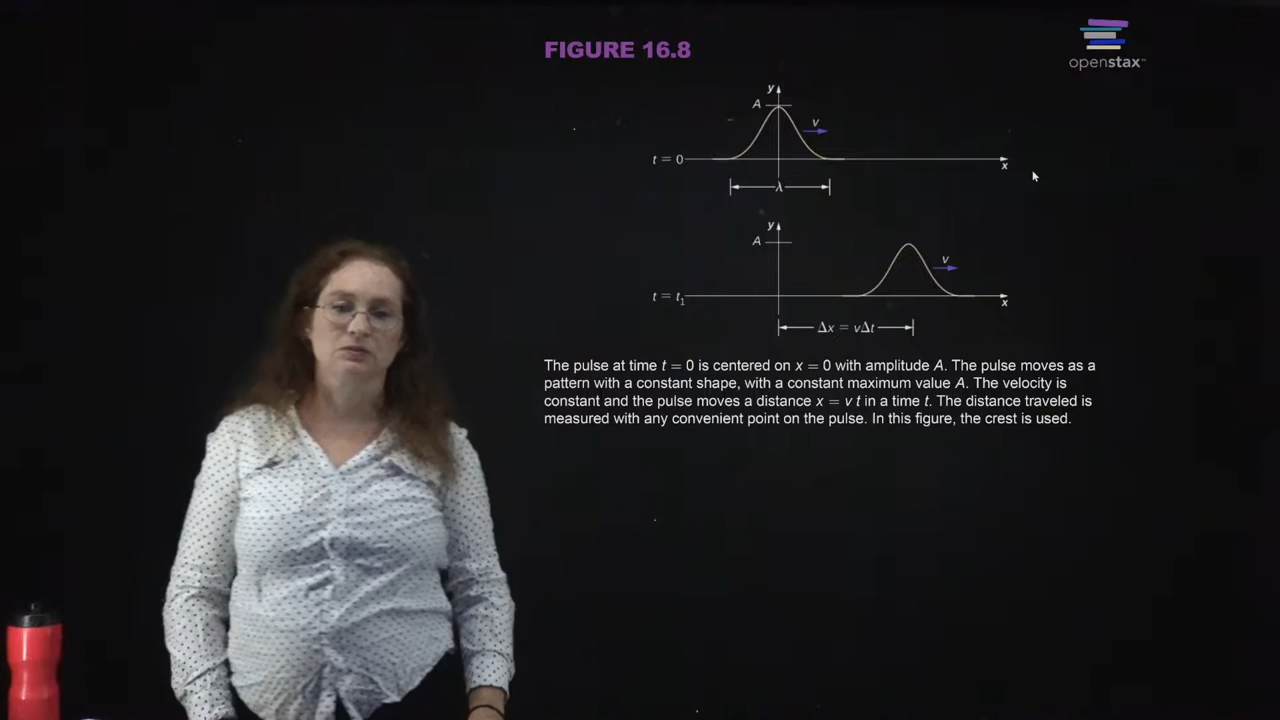 FIGURE 16.8
openstax™
y
A
v
t = 0
x
λ
y
A
v
t = t₁
x
Δx = vΔt
The pulse at time t = 0 is centered on x = 0 with amplitude A. The pulse moves as a
pattern with a constant shape, with a constant maximum value A. The velocity is
constant and the pulse moves a distance x = v t in a time t. The distance traveled is
measured with any convenient point on the pulse. In this figure, the crest is used.